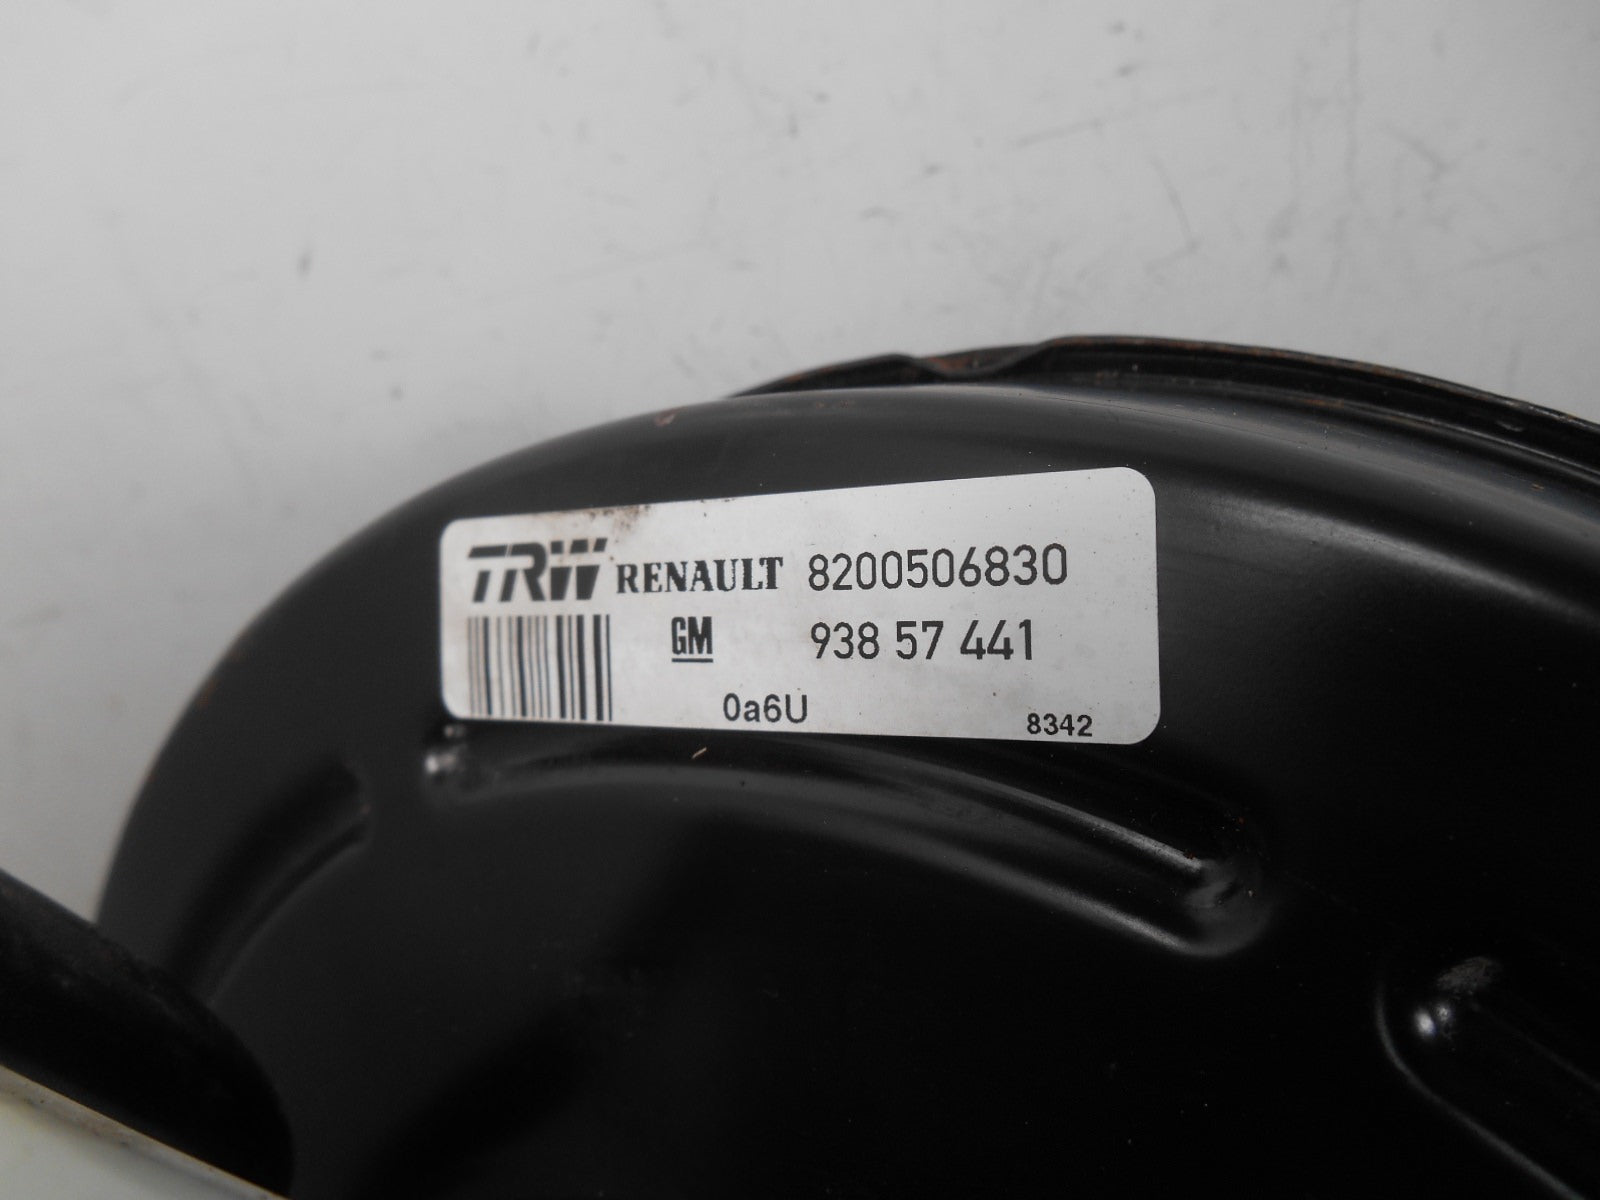 TRW RENAULT 8200506830
GM 938 57 441
0a6U 8342